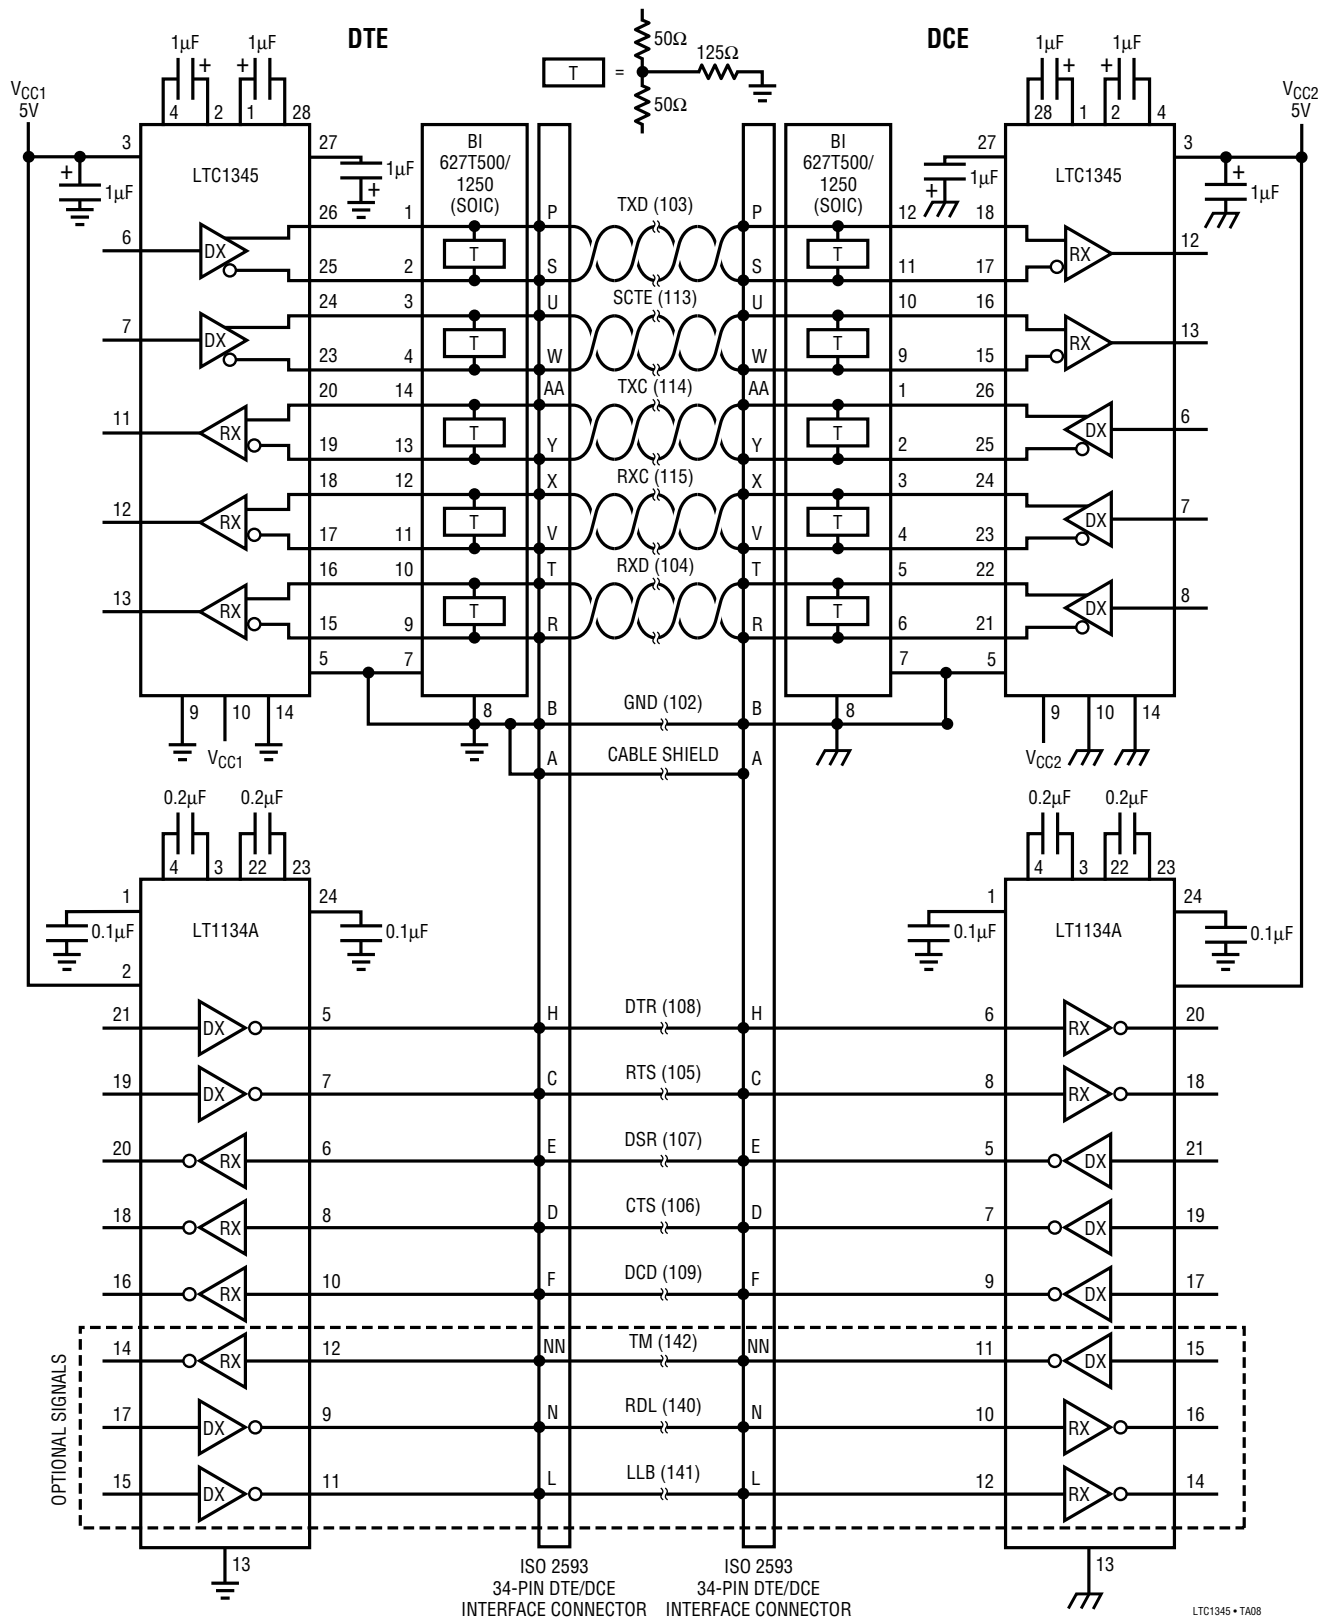 DTE
DCE
50Ω
125Ω
50Ω
T =
1µF 1µF
1µF 1µF
VCC1
5V
VCC2
5V
4 2 1 28
28 1 2 4
3 27
27 3
LTC1345
1µF
1µF
BI
627T500/
1250
(SOIC)
BI
627T500/
1250
(SOIC)
LTC1345
1µF
1µF
6 DX 26 1 P TXD (103) P 12 18 RX 12
T T
25 2 S S 11 17
7 DX 24 3 U SCTE (113) U 10 16 RX 13
T T
23 4 W W 9 15
11 RX 20 14 AA TXC (114) AA 1 26 DX 6
T T
19 13 Y Y 2 25
12 RX 18 12 X RXC (115) X 3 24 DX 7
T T
17 11 V V 4 23
13 RX 16 10 T RXD (104) T 5 22 DX 8
T T
15 9 R R 6 21
5 7 7 5
9 10 14 8 B GND (102) B 8 9 10 14
VCC1 A CABLE SHIELD A VCC2
0.2µF 0.2µF
0.2µF 0.2µF
4 3 22 23
4 3 22 23
1 24
1 24
LT1134A
0.1µF
0.1µF
LT1134A
0.1µF
0.1µF
2
21 DX 5 H DTR (108) H 6 RX 20
19 DX 7 C RTS (105) C 8 RX 18
20 RX 6 E DSR (107) E 5 DX 21
18 RX 8 D CTS (106) D 7 DX 19
16 RX 10 F DCD (109) F 9 DX 17
OPTIONAL SIGNALS
14 RX 12 NN TM (142) NN 11 DX 15
17 DX 9 N RDL (140) N 10 RX 16
15 DX 11 L LLB (141) L 12 RX 14
13
13
ISO 2593
34-PIN DTE/DCE
INTERFACE CONNECTOR
ISO 2593
34-PIN DTE/DCE
INTERFACE CONNECTOR
LTC1345 • TA08